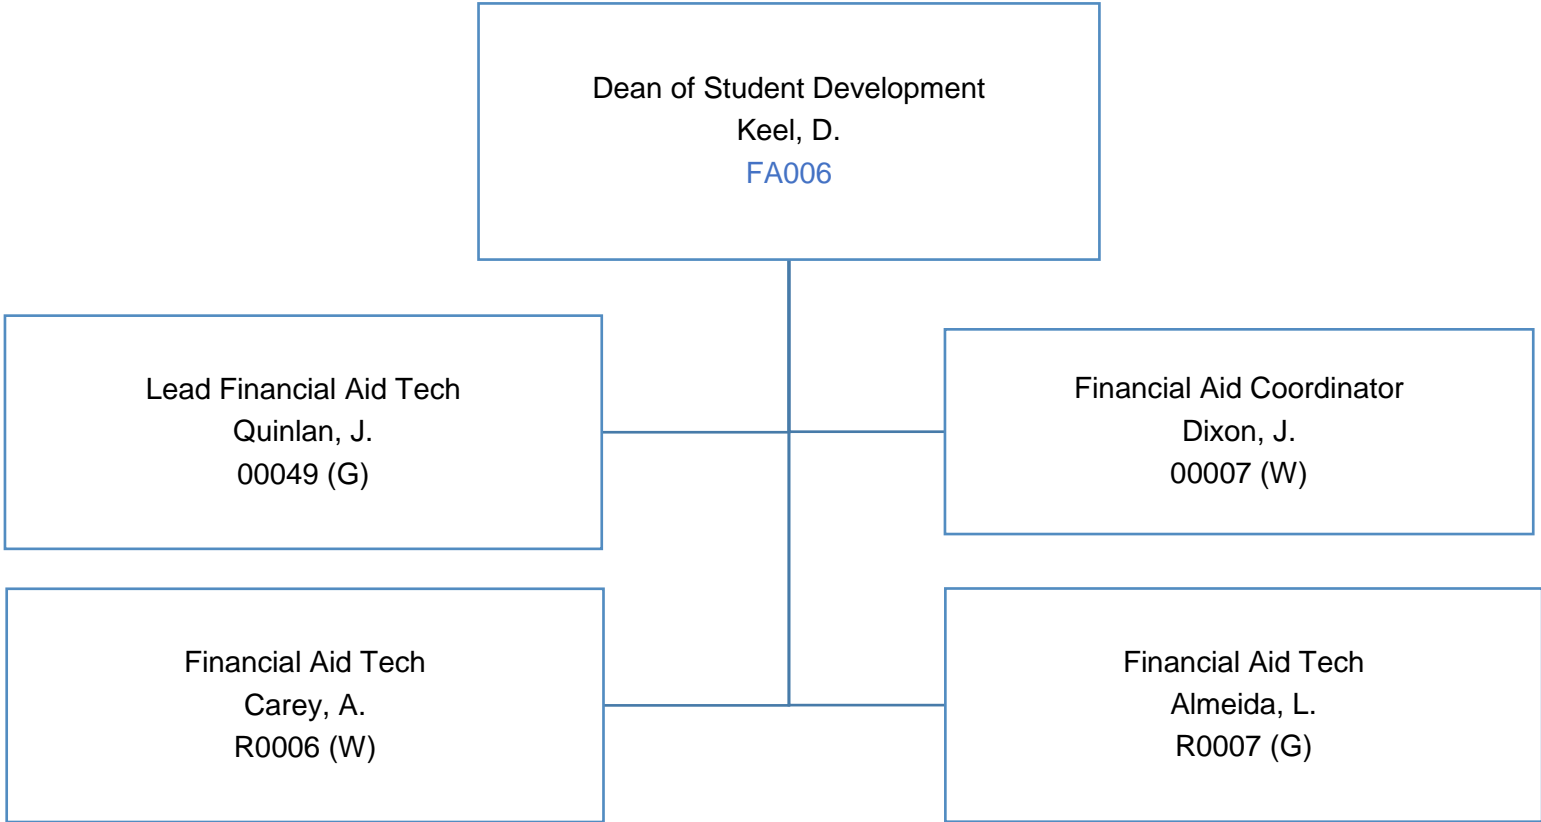 Dean of Student Development
Keel, D.
FA006
Lead Financial Aid Tech
Quinlan, J.
00049 (G)
Financial Aid Coordinator
Dixon, J.
00007 (W)
Financial Aid Tech
Carey, A.
R0006 (W)
Financial Aid Tech
Almeida, L.
R0007 (G)